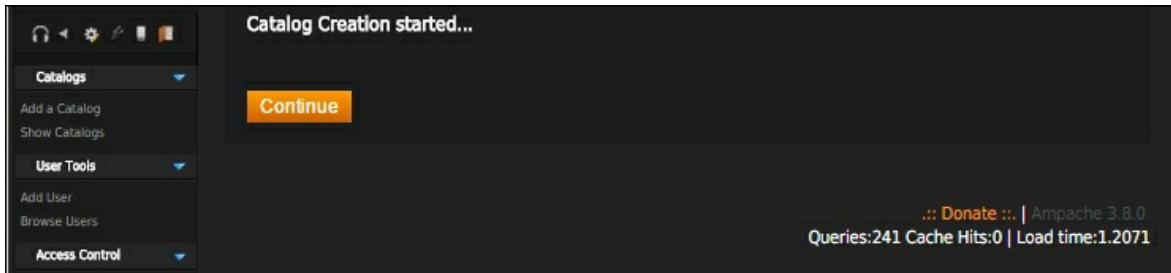 Catalog Creation started...
Continue
Catalogs
Add a Catalog
Show Catalogs
User Tools
Add User
Browse Users
Access Control
.:: Donate ::. | Ampache 3.8.0
Queries:241 Cache Hits:0 | Load time:1.2071